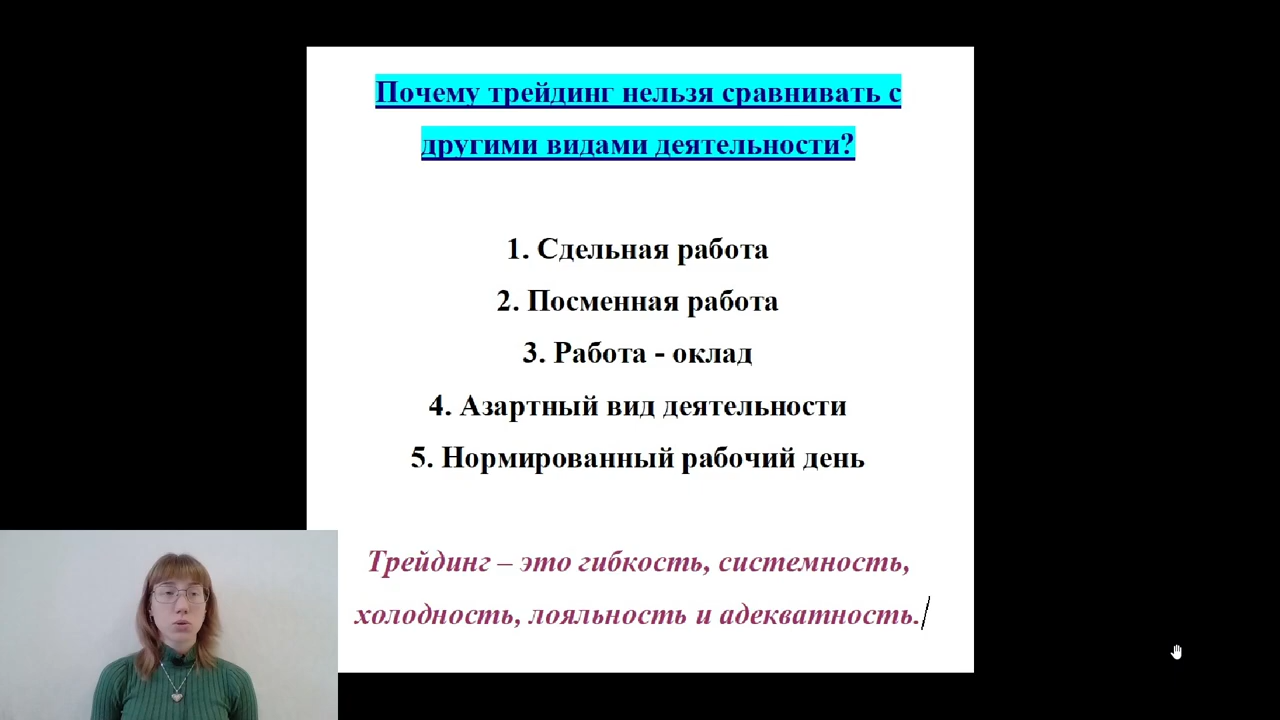 Почему трейдинг нельзя сравнивать с
другими видами деятельности?
1. Сдельная работа
2. Посменная работа
3. Работа - оклад
4. Азартный вид деятельности
5. Нормированный рабочий день
Трейдинг – это гибкость, системность,
холодность, лояльность и адекватность.